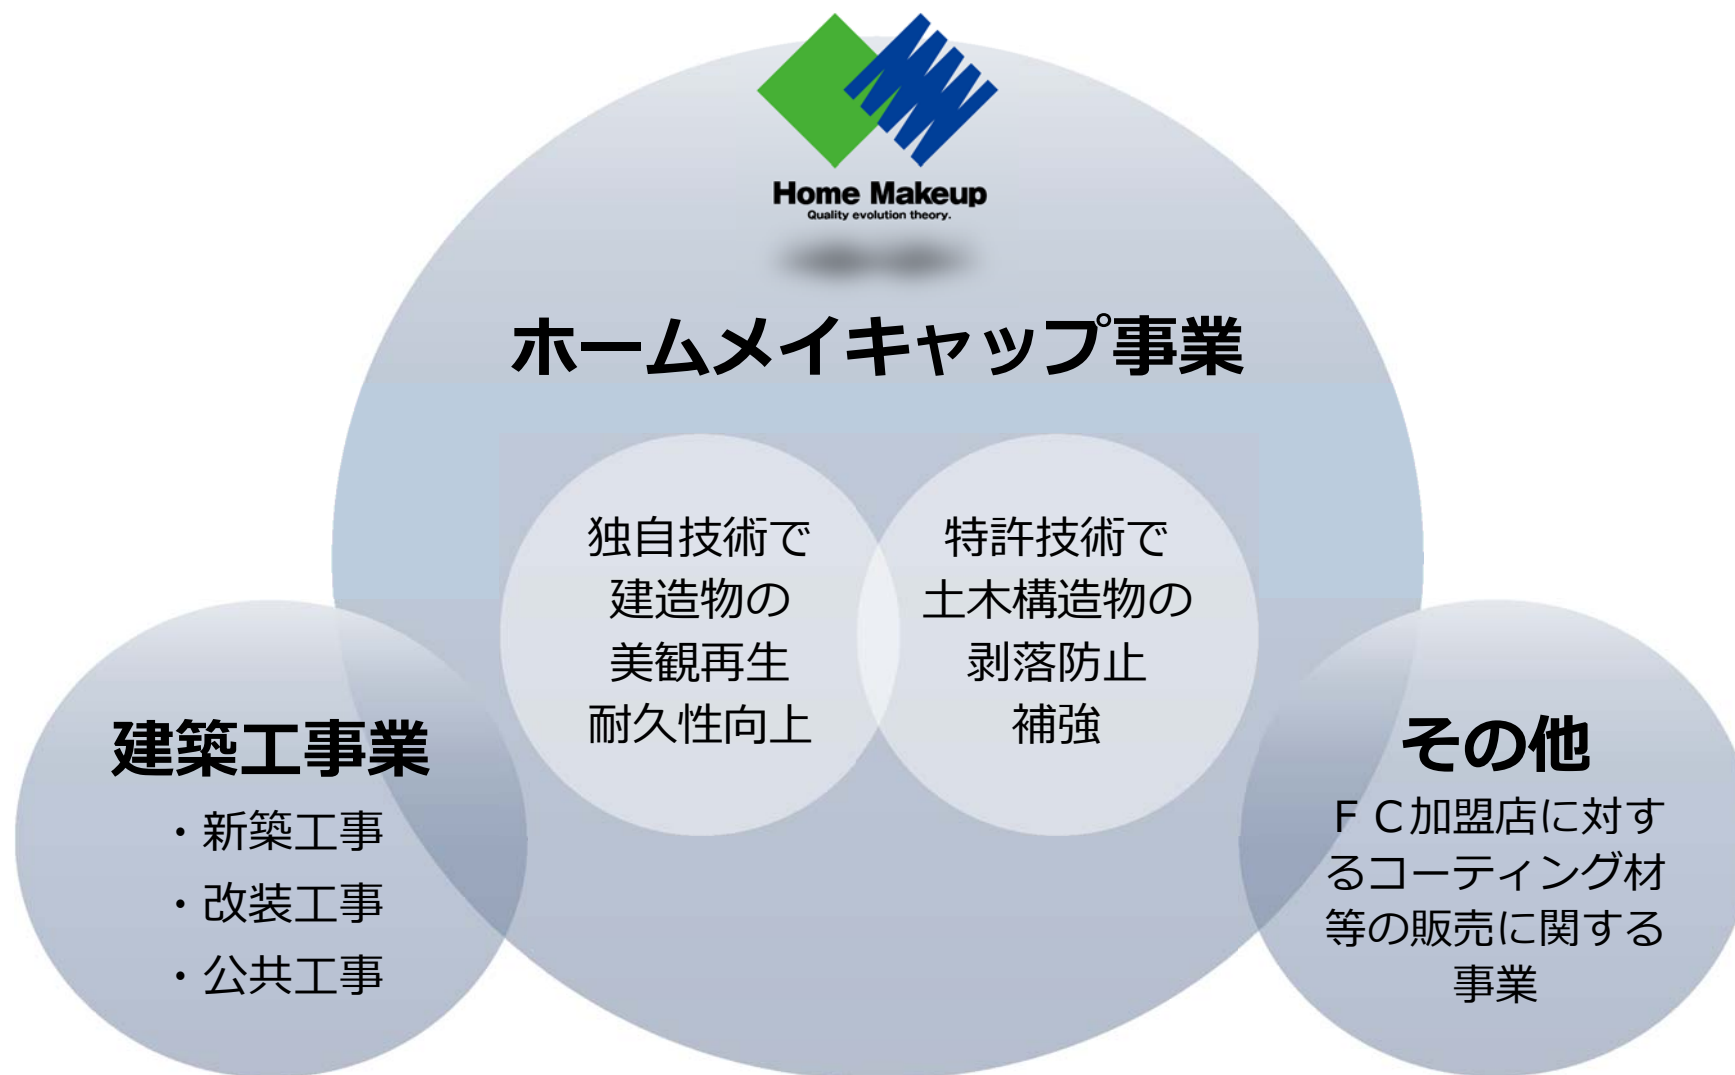 Home Makeup
Quality evolution theory.
ホームメイキャップ事業
独自技術で
建造物の
美観再生
耐久性向上
特許技術で
土木構造物の
剥落防止
補強
建築工事業
・新築工事
・改装工事
・公共工事
その他
ＦＣ加盟店に対す
るコーティング材
等の販売に関する
事業